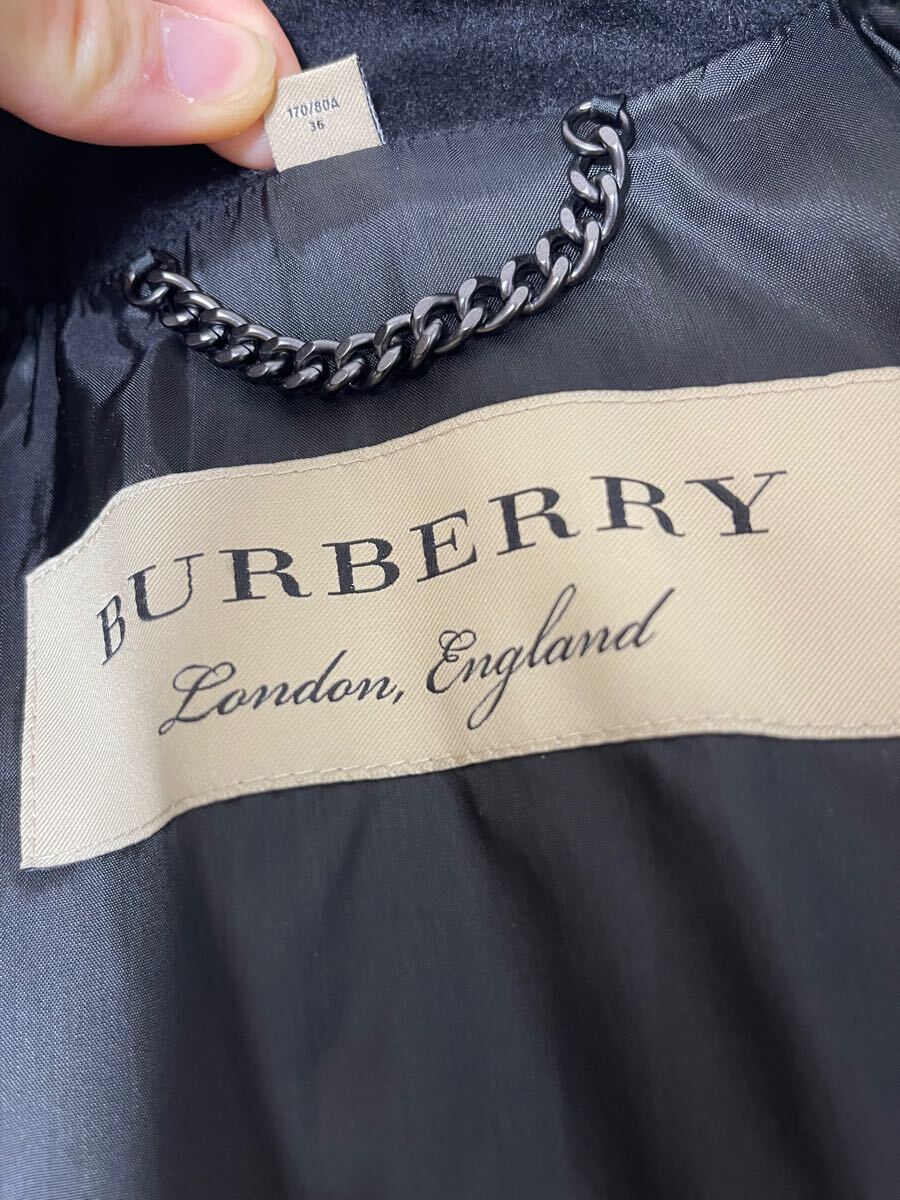 170/80A
36
BURBERRY
London, England